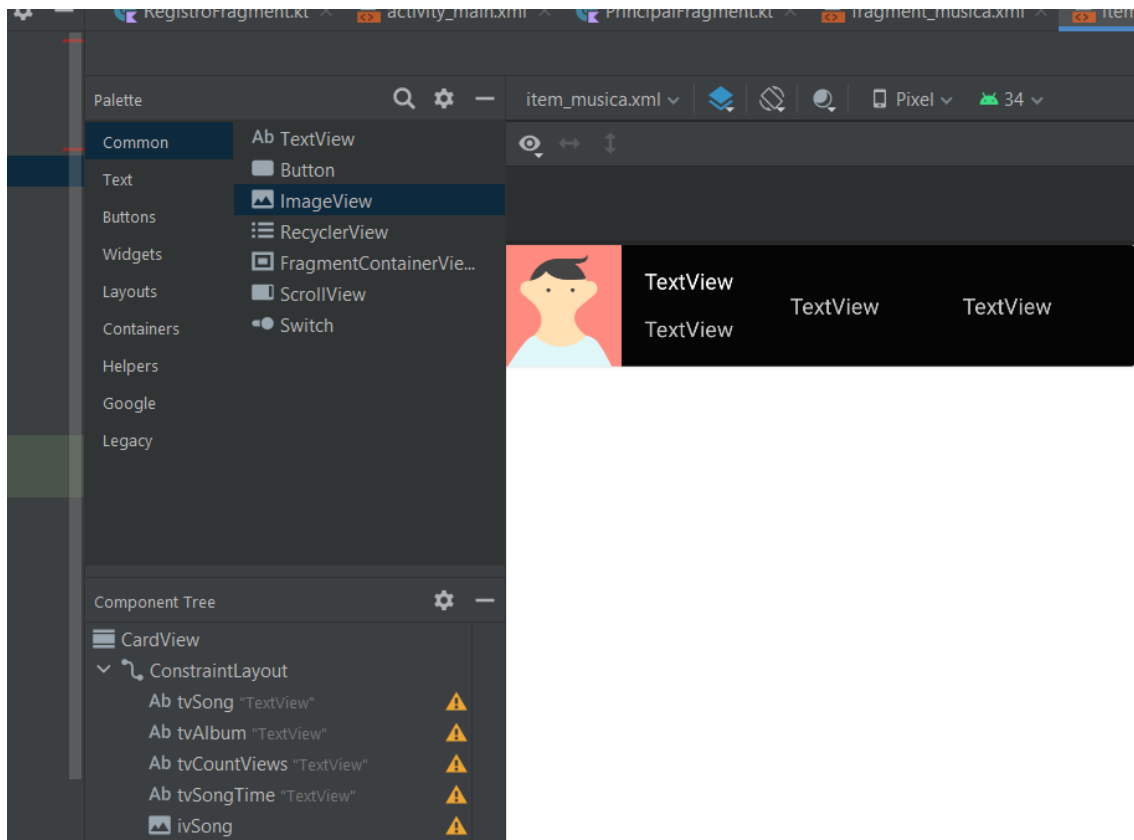 RegistroFragment.kt activity_main.xml PrincipalFragment.kt fragment_musica.xml item
Palette
item_musica.xml Pixel 34
Common
Text
Buttons
Widgets
Layouts
Containers
Helpers
Google
Legacy
Ab TextView
Button
ImageView
RecyclerView
FragmentContainerVie...
ScrollView
Switch
TextView
TextView
TextView
TextView
Component Tree
CardView
ConstraintLayout
Ab tvSong "TextView"
Ab tvAlbum "TextView"
Ab tvCountViews "TextView"
Ab tvSongTime "TextView"
ivSong